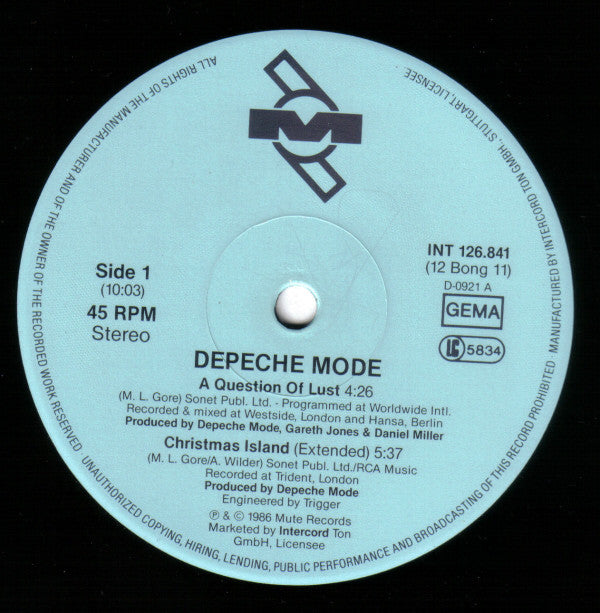 M
Side 1
(10:03)
45 RPM
Stereo
INT 126.841
(12 Bong 11)
D-0921 A
GEMA
LC 5834
DEPECHE MODE
A Question Of Lust 4:26
(M. L. Gore) Sonet Publ. Ltd. - Programmed at Worldwide Intl.
Recorded & mixed at Westside, London and Hansa, Berlin
Produced by Depeche Mode, Gareth Jones & Daniel Miller
Christmas Island (Extended) 5:37
(M. L. Gore/A. Wilder) Sonet Publ. Ltd./RCA Music
Recorded at Trident, London
Produced by Depeche Mode
Engineered by Trigger
℗ & © 1986 Mute Records
Marketed by Intercord Ton
GmbH, Licensee
ALL RIGHTS OF THE MANUFACTURER AND OF THE OWNER OF THE RECORDED WORK RESERVED. UNAUTHORIZED COPYING, HIRING, LENDING, PUBLIC PERFORMANCE AND BROADCASTING OF THIS RECORD PROHIBITED. MANUFACTURED BY INTERCORD TON GMBH., STUTTGART, LICENSEE